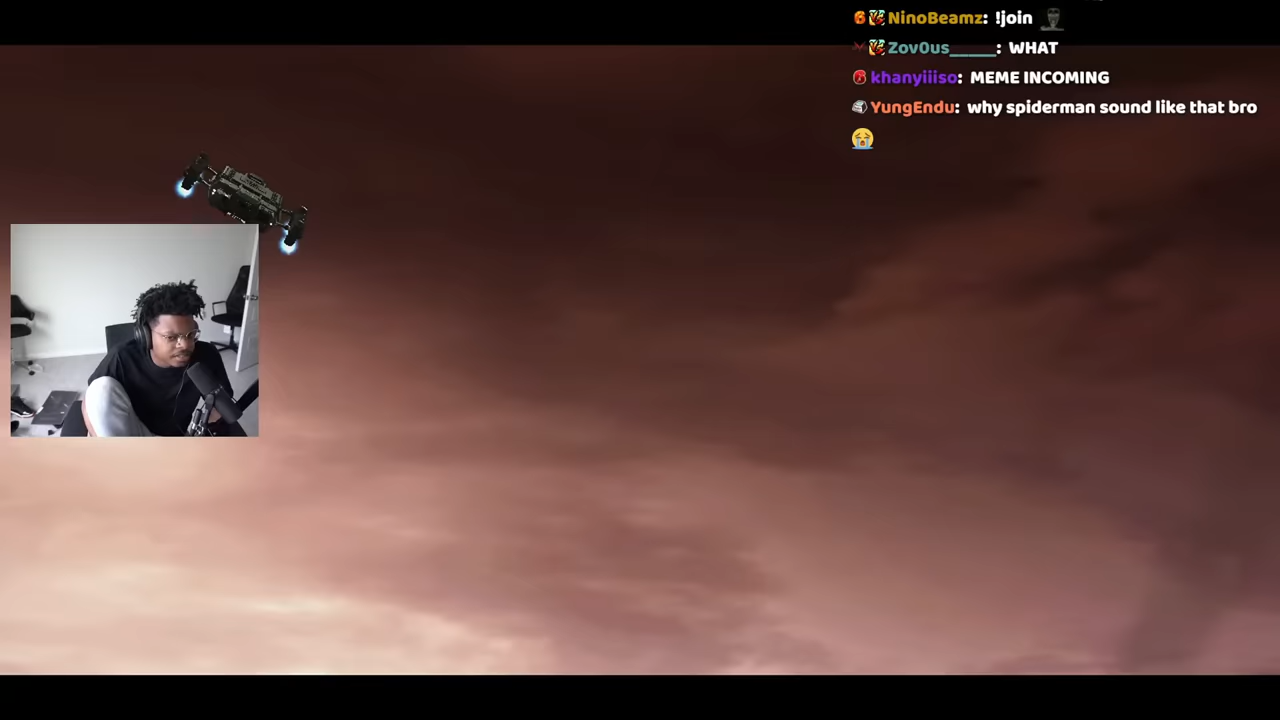 NinoBeamz: !join
ZovOus_____: WHAT
khanyiiiso: MEME INCOMING
YungEndu: why spiderman sound like that bro